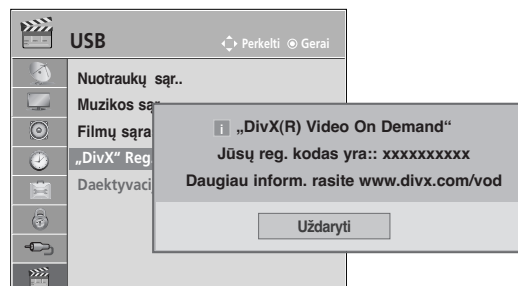 USB
Perkelti Gerai
Nuotraukų sąr..
Muzikos sąr
Filmų sąra
„DivX“ Reg.
Daektyvaci
„DivX(R) Video On Demand“
Jūsų reg. kodas yra:: xxxxxxxxxx
Daugiau inform. rasite www.divx.com/vod
Uždaryti